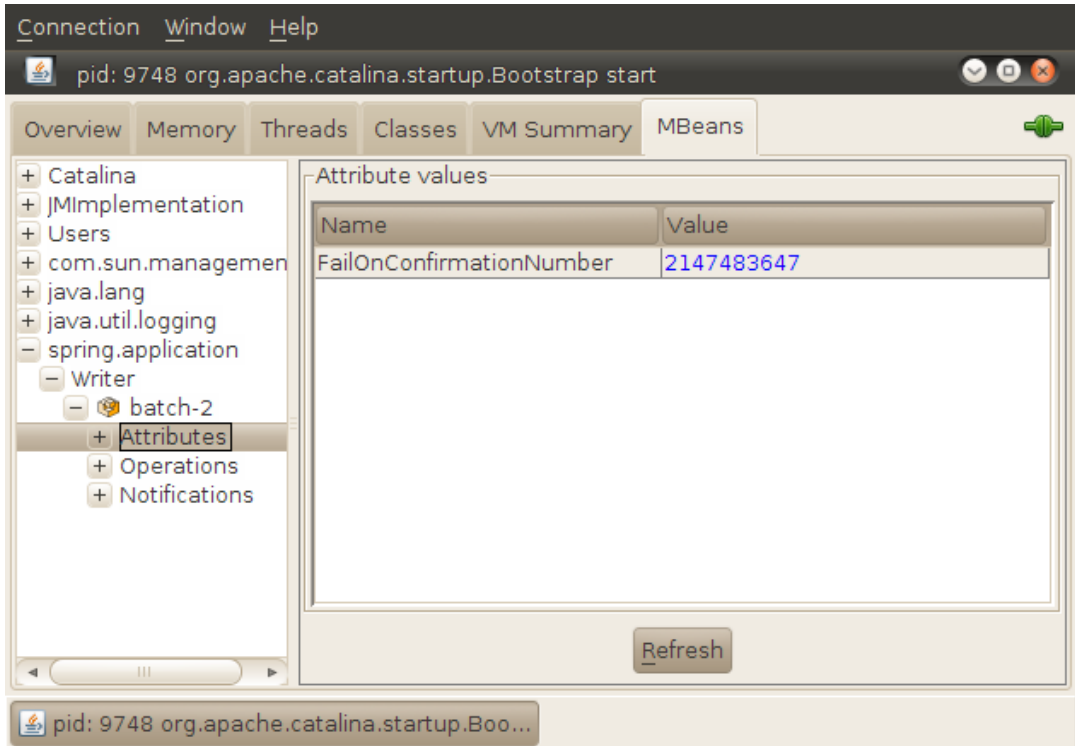 Connection Window Help
pid: 9748 org.apache.catalina.startup.Bootstrap start
Overview Memory Threads Classes VM Summary MBeans
Catalina
JMImplementation
Users
com.sun.managemen
java.lang
java.util.logging
spring.application
Writer
batch-2
Attributes
Operations
Notifications
Attribute values
Name Value
FailOnConfirmationNumber 2147483647
Refresh
pid: 9748 org.apache.catalina.startup.Boo...